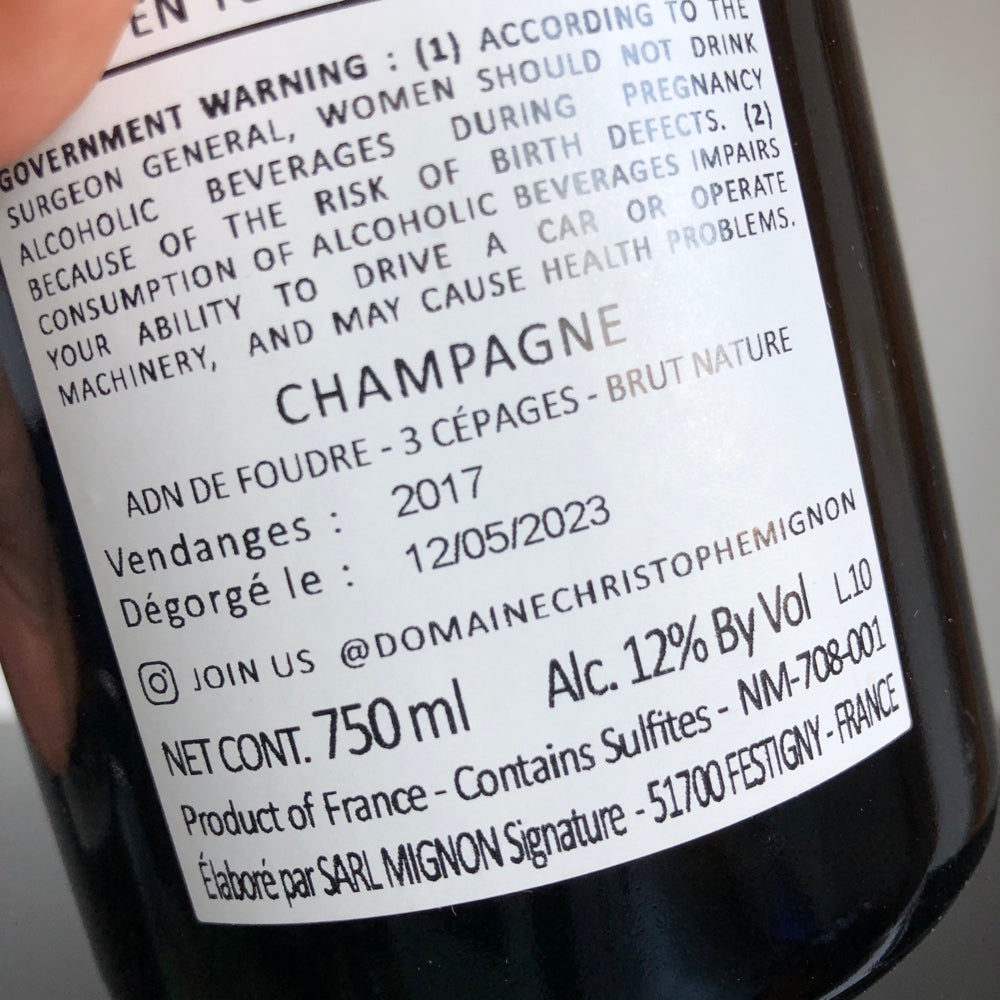 GOVERNMENT WARNING : (1) ACCORDING TO THE
SURGEON GENERAL, WOMEN SHOULD NOT DRINK
ALCOHOLIC BEVERAGES DURING PREGNANCY
BECAUSE OF THE RISK OF BIRTH DEFECTS. (2)
CONSUMPTION OF ALCOHOLIC BEVERAGES IMPAIRS
YOUR ABILITY TO DRIVE A CAR OR OPERATE
MACHINERY, AND MAY CAUSE HEALTH PROBLEMS.
CHAMPAGNE
ADN DE FOUDRE - 3 CÉPAGES - BRUT NATURE
Vendanges : 2017
Dégorgé le : 12/05/2023
JOIN US @DOMAINECHRISTOPHEMIGNON
NET CONT. 750 ml Alc. 12% By Vol L.10
Product of France - Contains Sulfites - NM-708-001
Élaboré par SARL MIGNON Signature - 51700 FESTIGNY - FRANCE